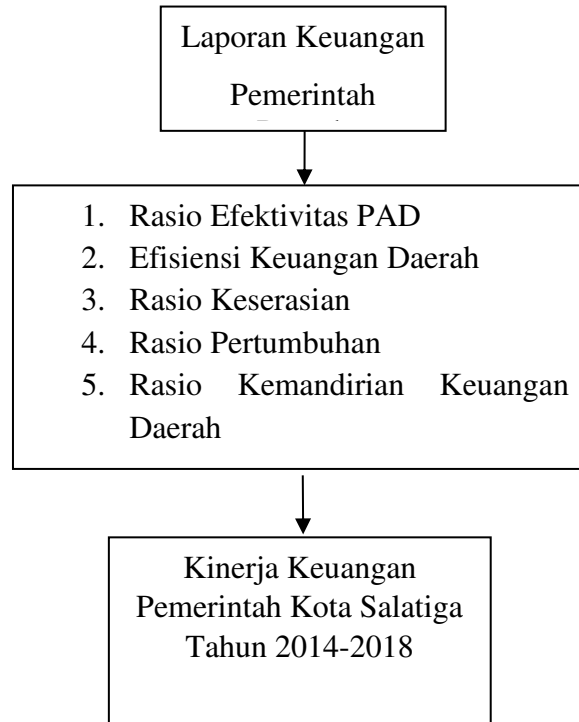 Laporan Keuangan
Pemerintah
1. Rasio Efektivitas PAD
2. Efisiensi Keuangan Daerah
3. Rasio Keserasian
4. Rasio Pertumbuhan
5. Rasio Kemandirian Keuangan
Daerah
Kinerja Keuangan
Pemerintah Kota Salatiga
Tahun 2014-2018